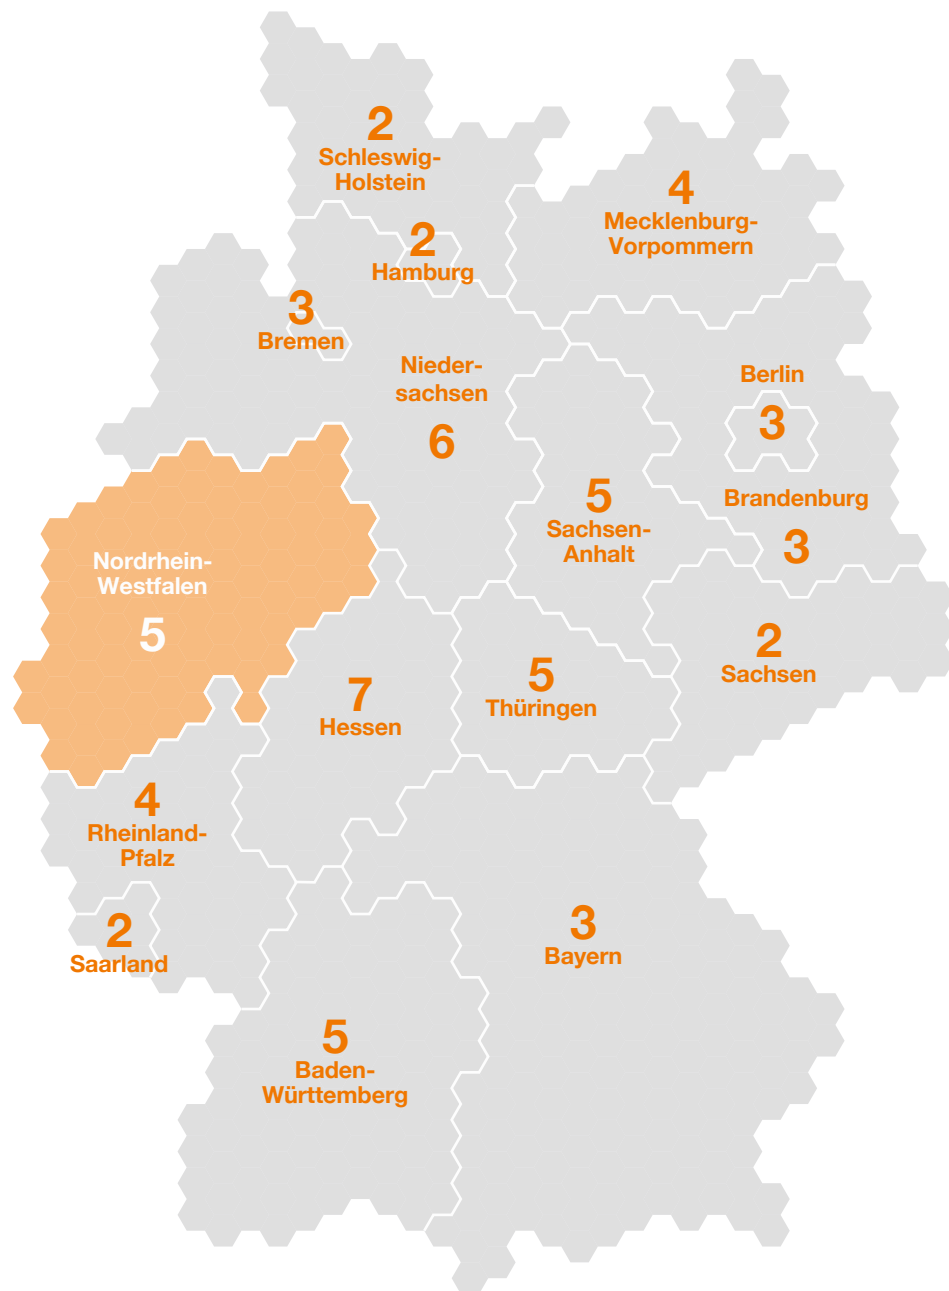 2
Schleswig-
Holstein
4
Mecklenburg-
Vorpommern
2
Hamburg
3
Bremen
Nieder-
sachsen
6
Berlin
3
Brandenburg
3
5
Sachsen-
Anhalt
Nordrhein-
Westfalen
5
2
Sachsen
7
Hessen
5
Thüringen
4
Rheinland-
Pfalz
2
Saarland
3
Bayern
5
Baden-
Württemberg